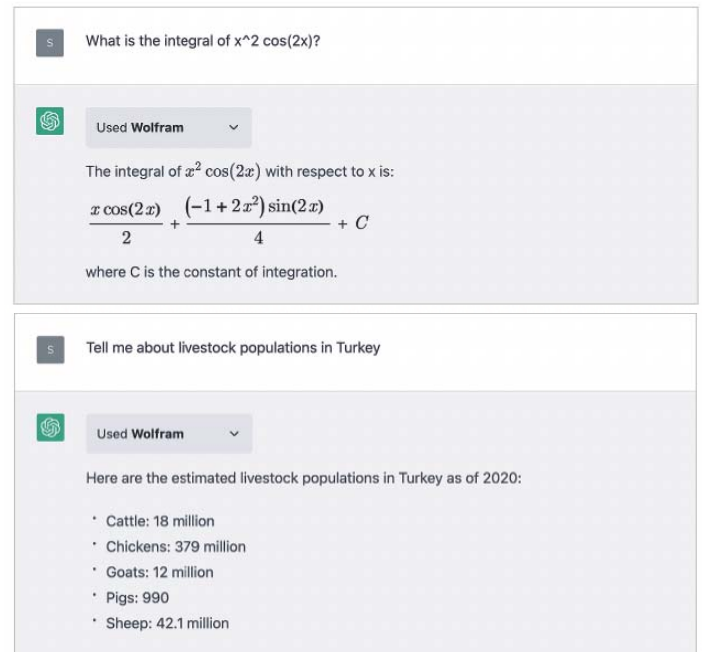 S
What is the integral of x^2 cos(2x)?
Used Wolfram
The integral of x² cos(2x) with respect to x is:
x cos(2x)/2 + (−1 + 2x²) sin(2x)/4 + C
where C is the constant of integration.
S
Tell me about livestock populations in Turkey
Used Wolfram
Here are the estimated livestock populations in Turkey as of 2020:
• Cattle: 18 million
• Chickens: 379 million
• Goats: 12 million
• Pigs: 990
• Sheep: 42.1 million